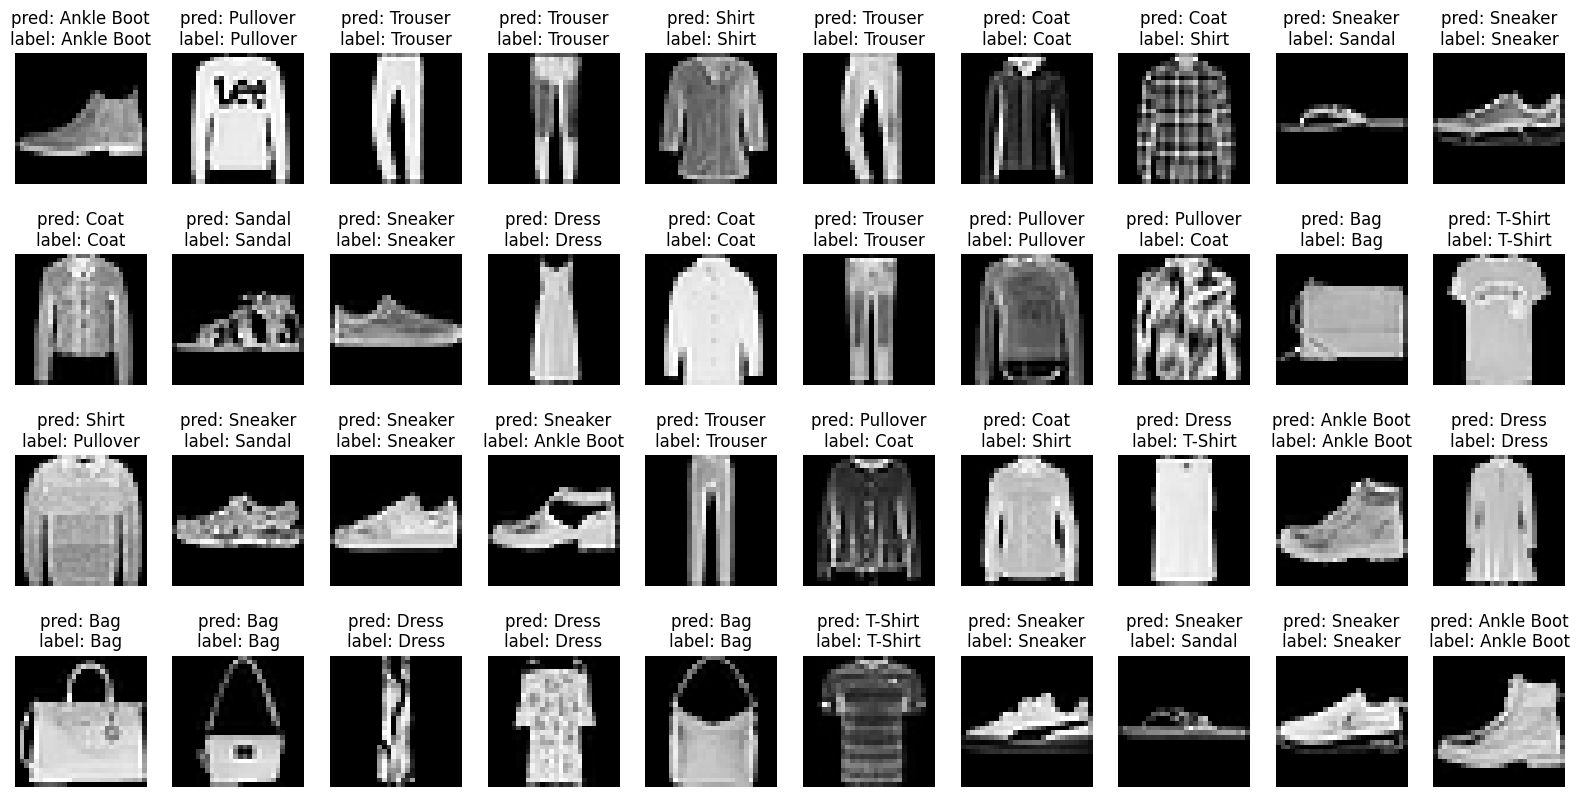 pred: Ankle Boot
label: Ankle Boot
pred: Pullover
label: Pullover
pred: Trouser
label: Trouser
pred: Trouser
label: Trouser
pred: Shirt
label: Shirt
pred: Trouser
label: Trouser
pred: Coat
label: Coat
pred: Coat
label: Shirt
pred: Sneaker
label: Sandal
pred: Sneaker
label: Sneaker
Lee
pred: Coat
label: Coat
pred: Sandal
label: Sandal
pred: Sneaker
label: Sneaker
pred: Dress
label: Dress
pred: Coat
label: Coat
pred: Trouser
label: Trouser
pred: Pullover
label: Pullover
pred: Pullover
label: Coat
pred: Bag
label: Bag
pred: T-Shirt
label: T-Shirt
pred: Shirt
label: Pullover
pred: Sneaker
label: Sandal
pred: Sneaker
label: Sneaker
pred: Sneaker
label: Ankle Boot
pred: Trouser
label: Trouser
pred: Pullover
label: Coat
pred: Coat
label: Shirt
pred: Dress
label: T-Shirt
pred: Ankle Boot
label: Ankle Boot
pred: Dress
label: Dress
pred: Bag
label: Bag
pred: Bag
label: Bag
pred: Dress
label: Dress
pred: Dress
label: Dress
pred: Bag
label: Bag
pred: T-Shirt
label: T-Shirt
pred: Sneaker
label: Sneaker
pred: Sneaker
label: Sandal
pred: Sneaker
label: Sneaker
pred: Ankle Boot
label: Ankle Boot